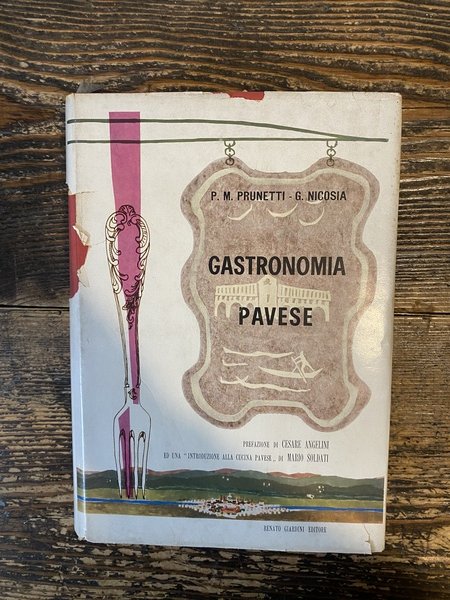 P. M. PRUNETTI - G. NICOSIA
GASTRONOMIA
PAVESE
PREFAZIONE DI CESARE ANGELINI
ED UNA "INTRODUZIONE ALLA CUCINA PAVESE„ DI MARIO SOLDATI
RENATO GIARDINI EDITORE